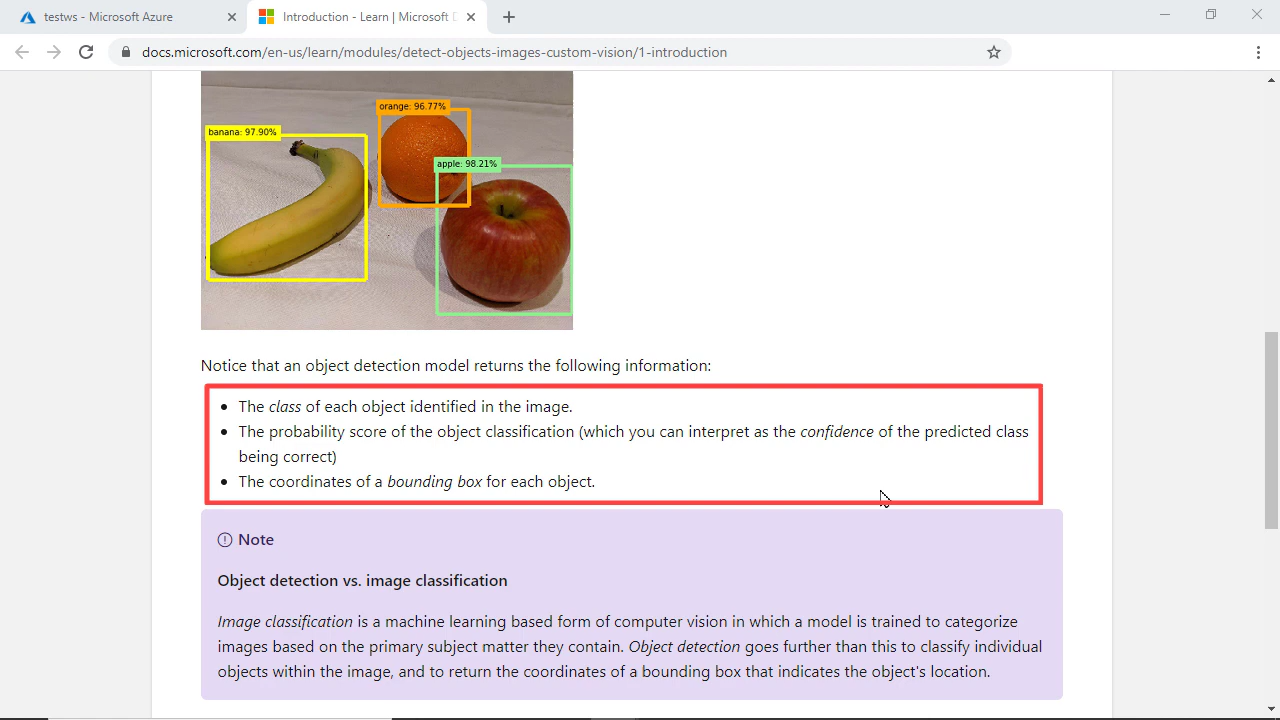 testws - Microsoft Azure
Introduction - Learn | Microsoft D
docs.microsoft.com/en-us/learn/modules/detect-objects-images-custom-vision/1-introduction
orange: 96.77%
banana: 97.90%
apple: 98.21%
Notice that an object detection model returns the following information:
The class of each object identified in the image.
The probability score of the object classification (which you can interpret as the confidence of the predicted class
being correct)
The coordinates of a bounding box for each object.
Note
Object detection vs. image classification
Image classification is a machine learning based form of computer vision in which a model is trained to categorize
images based on the primary subject matter they contain. Object detection goes further than this to classify individual
objects within the image, and to return the coordinates of a bounding box that indicates the object's location.